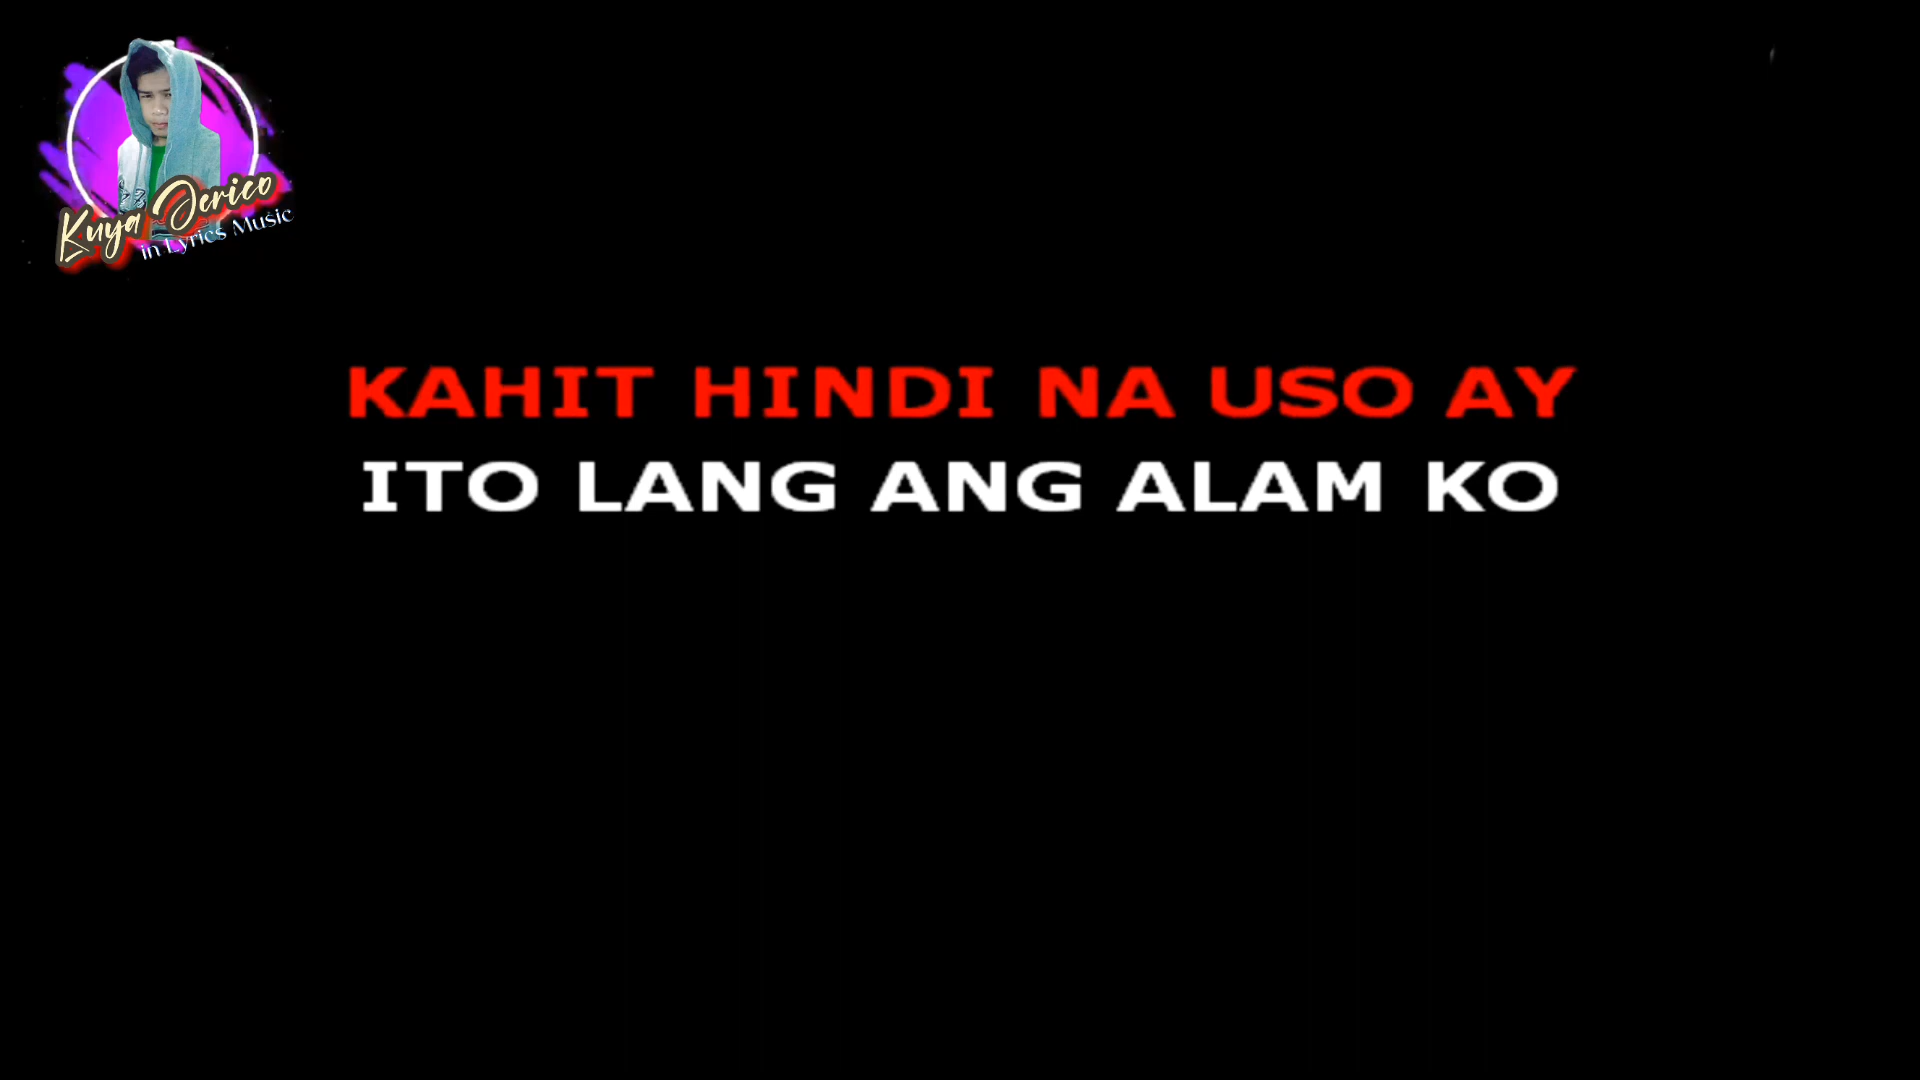 Kuya Jerico
in Lyrics Music
KAHIT HINDI NA USO AY
ITO LANG ANG ALAM KO